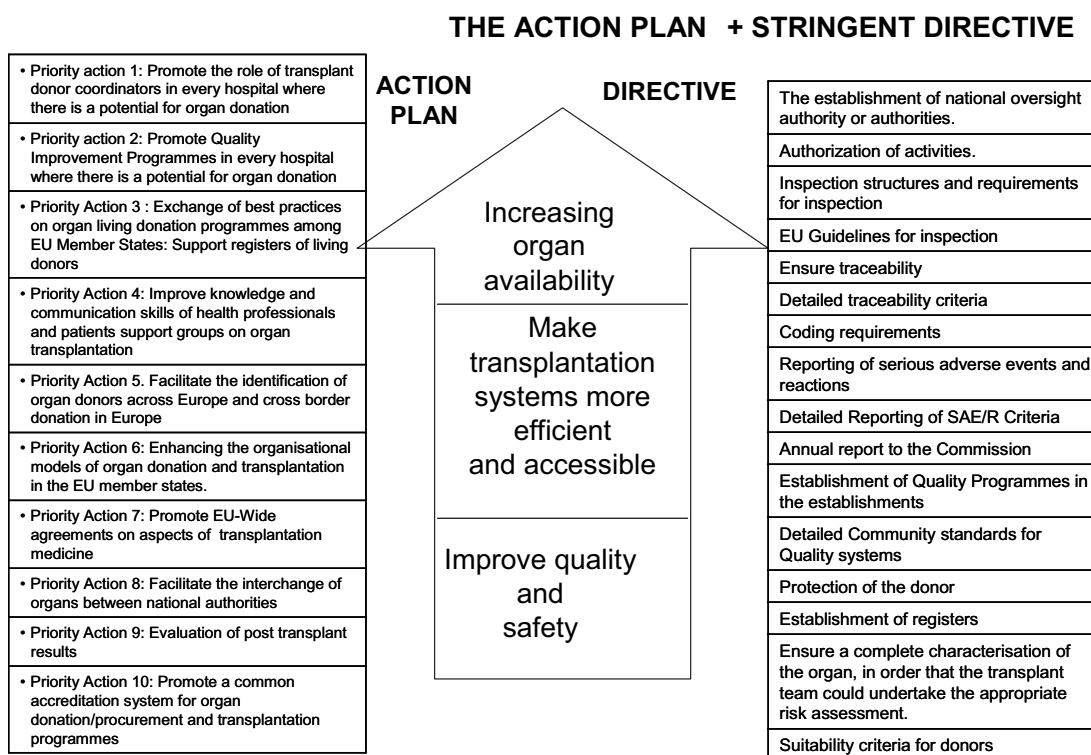 THE ACTION PLAN + STRINGENT DIRECTIVE
• Priority action 1: Promote the role of transplant
donor coordinators in every hospital where
there is a potential for organ donation
• Priority action 2: Promote Quality
Improvement Programmes in every hospital
where there is a potential for organ donation
• Priority Action 3 : Exchange of best practices
on organ living donation programmes among
EU Member States: Support registers of living
donors
• Priority Action 4: Improve knowledge and
communication skills of health professionals
and patients support groups on organ
transplantation
• Priority Action 5. Facilitate the identification of
organ donors across Europe and cross border
donation in Europe
• Priority Action 6: Enhancing the organisational
models of organ donation and transplantation
in the EU member states.
• Priority Action 7: Promote EU-Wide
agreements on aspects of transplantation
medicine
• Priority Action 8: Facilitate the interchange of
organs between national authorities
• Priority Action 9: Evaluation of post transplant
results
• Priority Action 10: Promote a common
accreditation system for organ
donation/procurement and transplantation
programmes
ACTION
PLAN
DIRECTIVE
Increasing
organ
availability
Make
transplantation
systems more
efficient
and accessible
Improve quality
and
safety
The establishment of national oversight
authority or authorities.
Authorization of activities.
Inspection structures and requirements
for inspection
EU Guidelines for inspection
Ensure traceability
Detailed traceability criteria
Coding requirements
Reporting of serious adverse events and
reactions
Detailed Reporting of SAE/R Criteria
Annual report to the Commission
Establishment of Quality Programmes in
the establishments
Detailed Community standards for
Quality systems
Protection of the donor
Establishment of registers
Ensure a complete characterisation of
the organ, in order that the transplant
team could undertake the appropriate
risk assessment.
Suitability criteria for donors